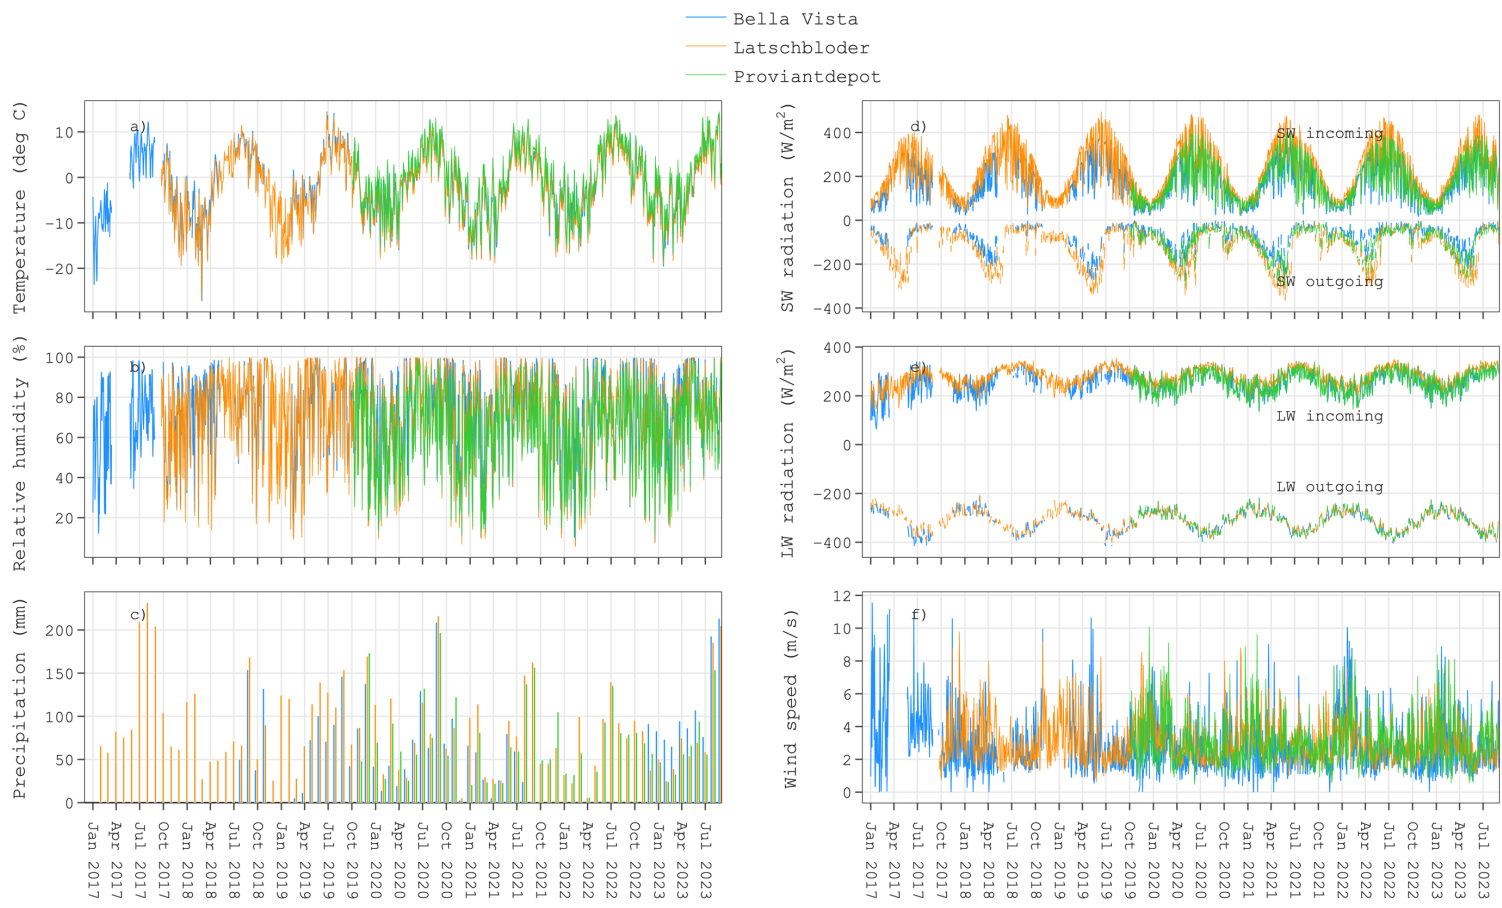 Bella Vista
Latschbloder
Proviantdepot
Temperature (deg C)
10
0
−10
−20
a)
SW radiation (W/m²)
400
200
0
−200
−400
d)
SW incoming
SW outgoing
Relative humidity (%)
100
80
60
40
20
b)
LW radiation (W/m²)
400
200
0
−200
−400
e)
LW incoming
LW outgoing
Precipitation (mm)
200
150
100
50
0
c)
Wind speed (m/s)
12
10
8
6
4
2
0
f)
Jan 2017
Apr 2017
Jul 2017
Oct 2017
Jan 2018
Apr 2018
Jul 2018
Oct 2018
Jan 2019
Apr 2019
Jul 2019
Oct 2019
Jan 2020
Apr 2020
Jul 2020
Oct 2020
Jan 2021
Apr 2021
Jul 2021
Oct 2021
Jan 2022
Apr 2022
Jul 2022
Oct 2022
Jan 2023
Apr 2023
Jul 2023
Jan 2017
Apr 2017
Jul 2017
Oct 2017
Jan 2018
Apr 2018
Jul 2018
Oct 2018
Jan 2019
Apr 2019
Jul 2019
Oct 2019
Jan 2020
Apr 2020
Jul 2020
Oct 2020
Jan 2021
Apr 2021
Jul 2021
Oct 2021
Jan 2022
Apr 2022
Jul 2022
Oct 2022
Jan 2023
Apr 2023
Jul 2023